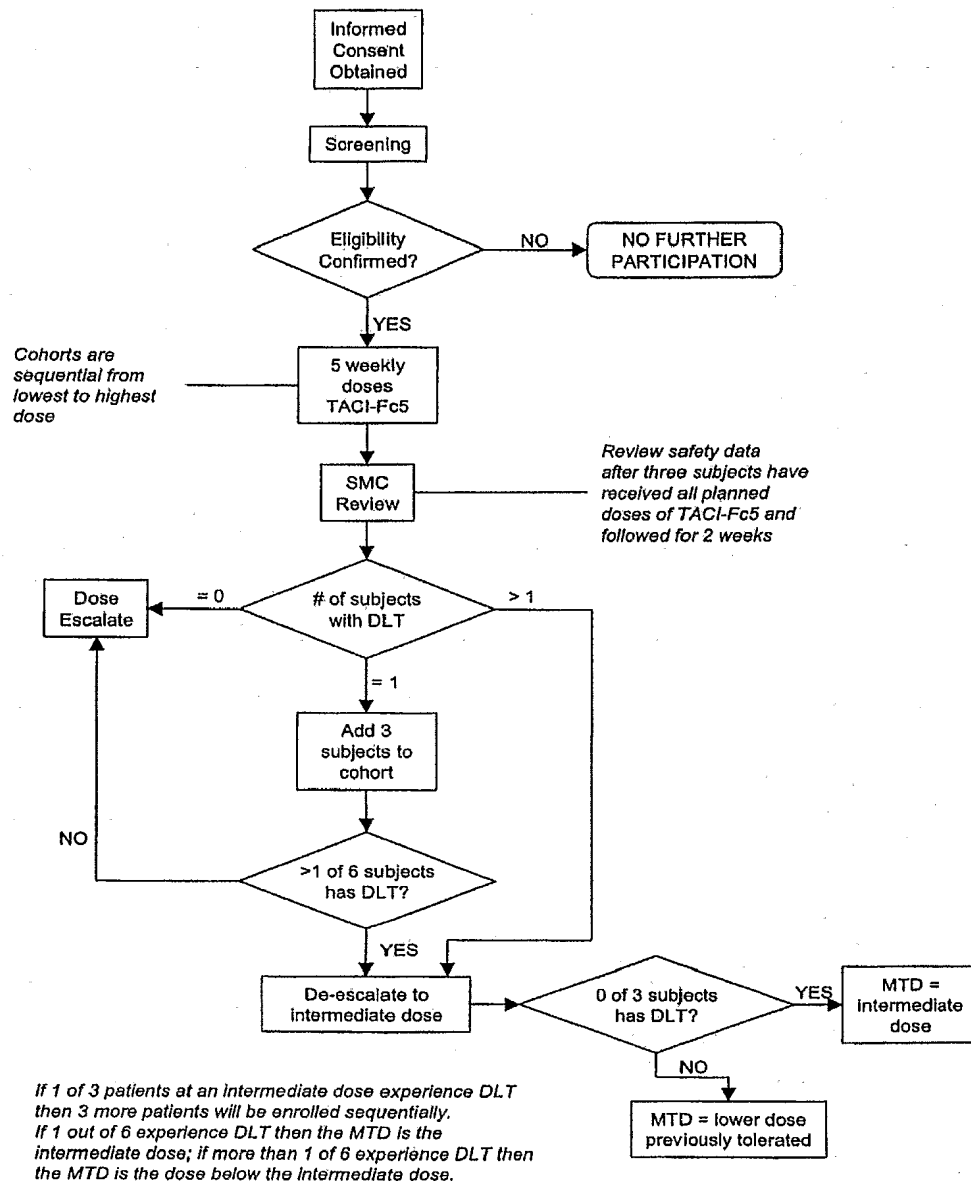 Informed
Consent
Obtained
Screening
Eligibility
Confirmed?
NO
NO FURTHER
PARTICIPATION
YES
Cohorts are
sequential from
lowest to highest
dose
5 weekly
doses
TACI-Fc5
SMC
Review
Review safety data
after three subjects have
received all planned
doses of TACI-Fc5 and
followed for 2 weeks
Dose
Escalate
= 0
# of subjects
with DLT
> 1
= 1
Add 3
subjects to
cohort
NO
>1 of 6 subjects
has DLT?
YES
De-escalate to
intermediate dose
0 of 3 subjects
has DLT?
YES
MTD =
intermediate
dose
NO
MTD = lower dose
previously tolerated
If 1 of 3 patients at an intermediate dose experience DLT
then 3 more patients will be enrolled sequentially.
If 1 out of 6 experience DLT then the MTD is the
intermediate dose; if more than 1 of 6 experience DLT then
the MTD is the dose below the intermediate dose.